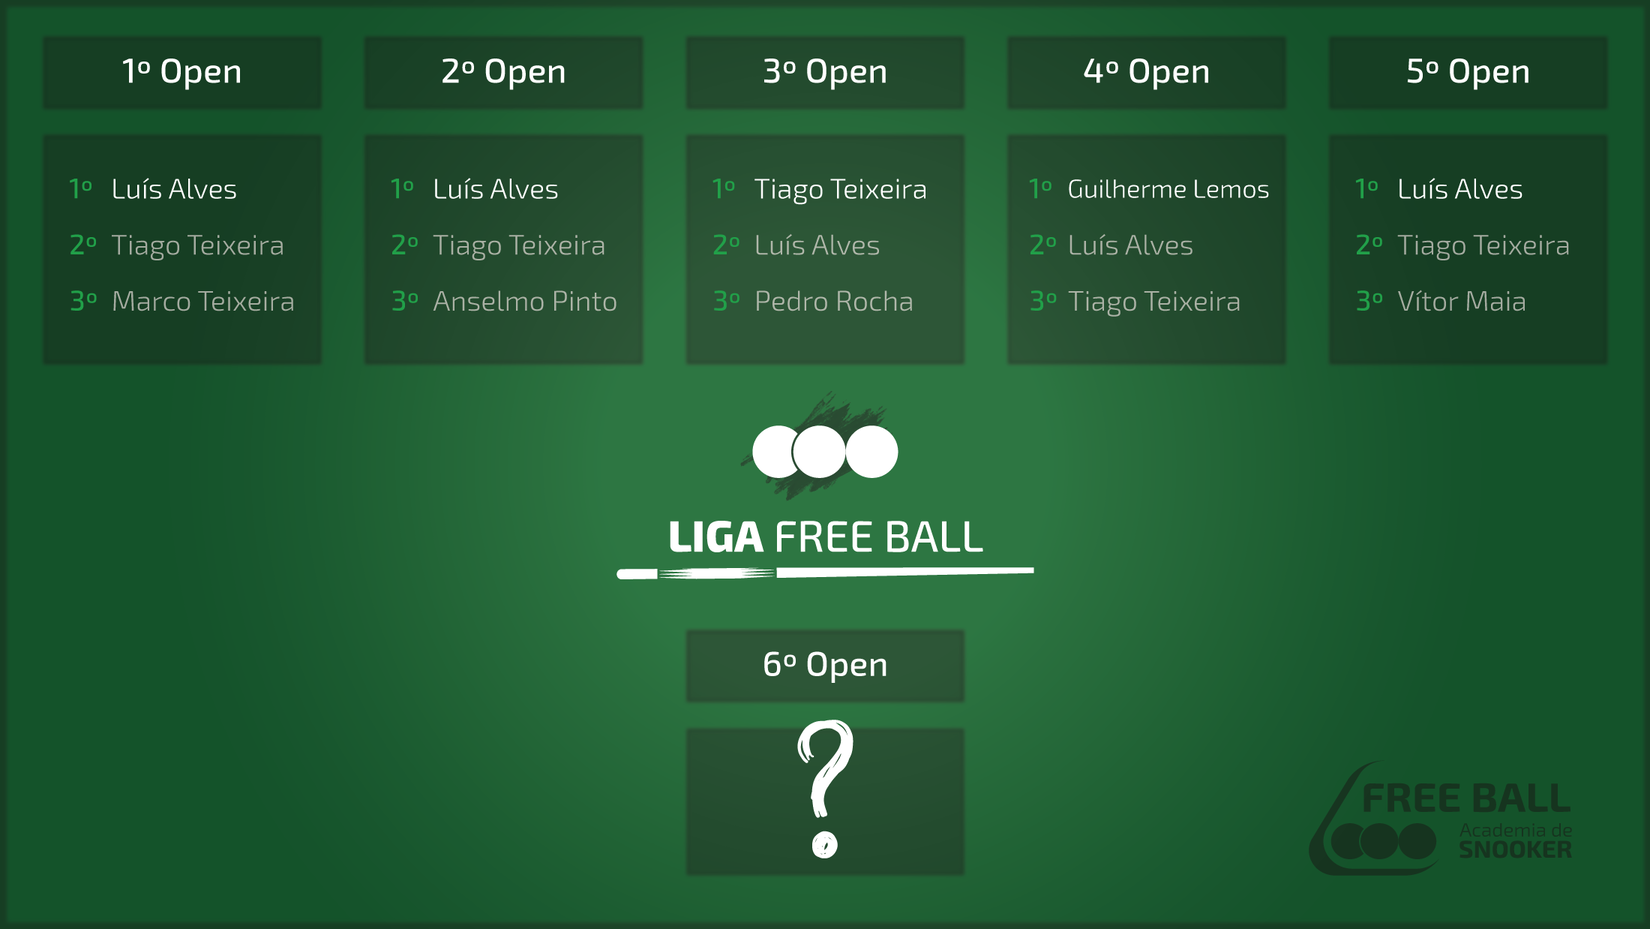 1º Open
1º Luís Alves
2º Tiago Teixeira
3º Marco Teixeira
2º Open
1º Luís Alves
2º Tiago Teixeira
3º Anselmo Pinto
3º Open
1º Tiago Teixeira
2º Luís Alves
3º Pedro Rocha
4º Open
1º Guilherme Lemos
2º Luís Alves
3º Tiago Teixeira
5º Open
1º Luís Alves
2º Tiago Teixeira
3º Vítor Maia
LIGA FREE BALL
6º Open
?
FREE BALL
Academia de
SNOOKER